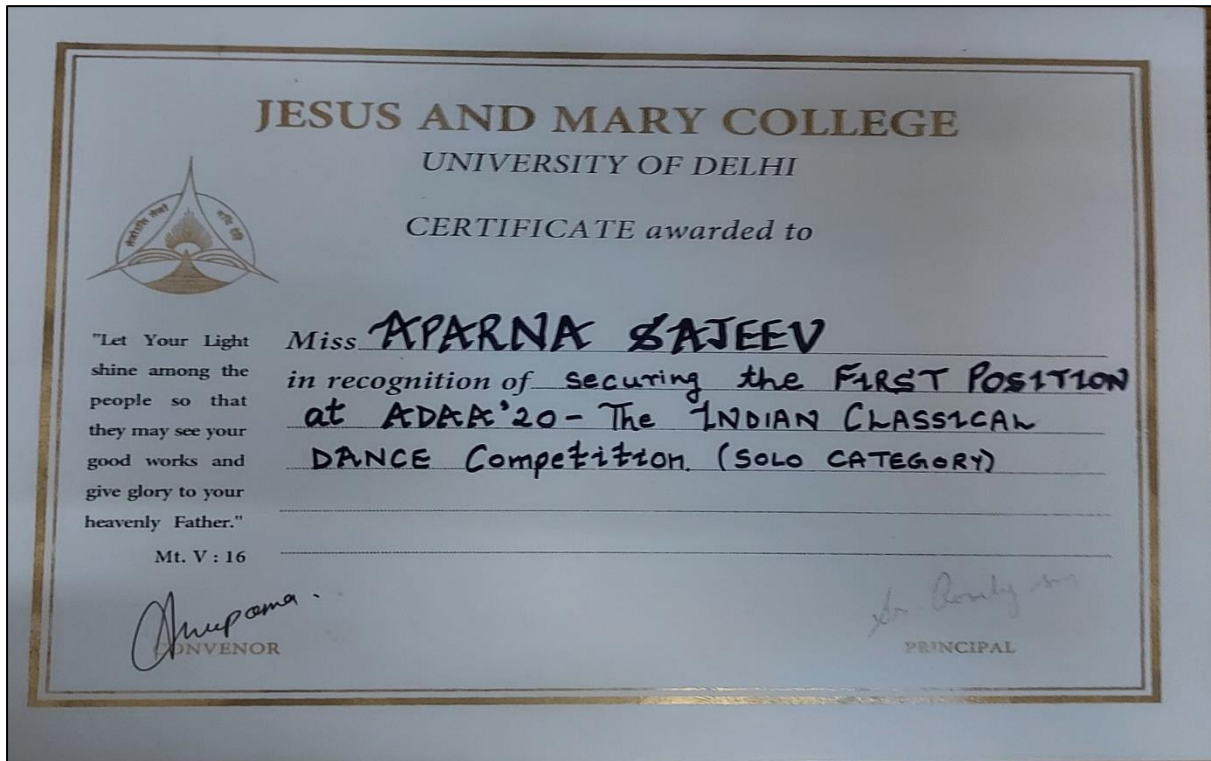 JESUS AND MARY COLLEGE
UNIVERSITY OF DELHI
CERTIFICATE awarded to
Miss APARNA SAJEEV
in recognition of securing the FIRST POSITION
at ADAA'20 - The INDIAN CLASSICAL
DANCE Competition. (SOLO CATEGORY)
"Let Your Light
shine among the
people so that
they may see your
good works and
give glory to your
heavenly Father."
Mt. V : 16
Anupama.
CONVENOR
PRINCIPAL